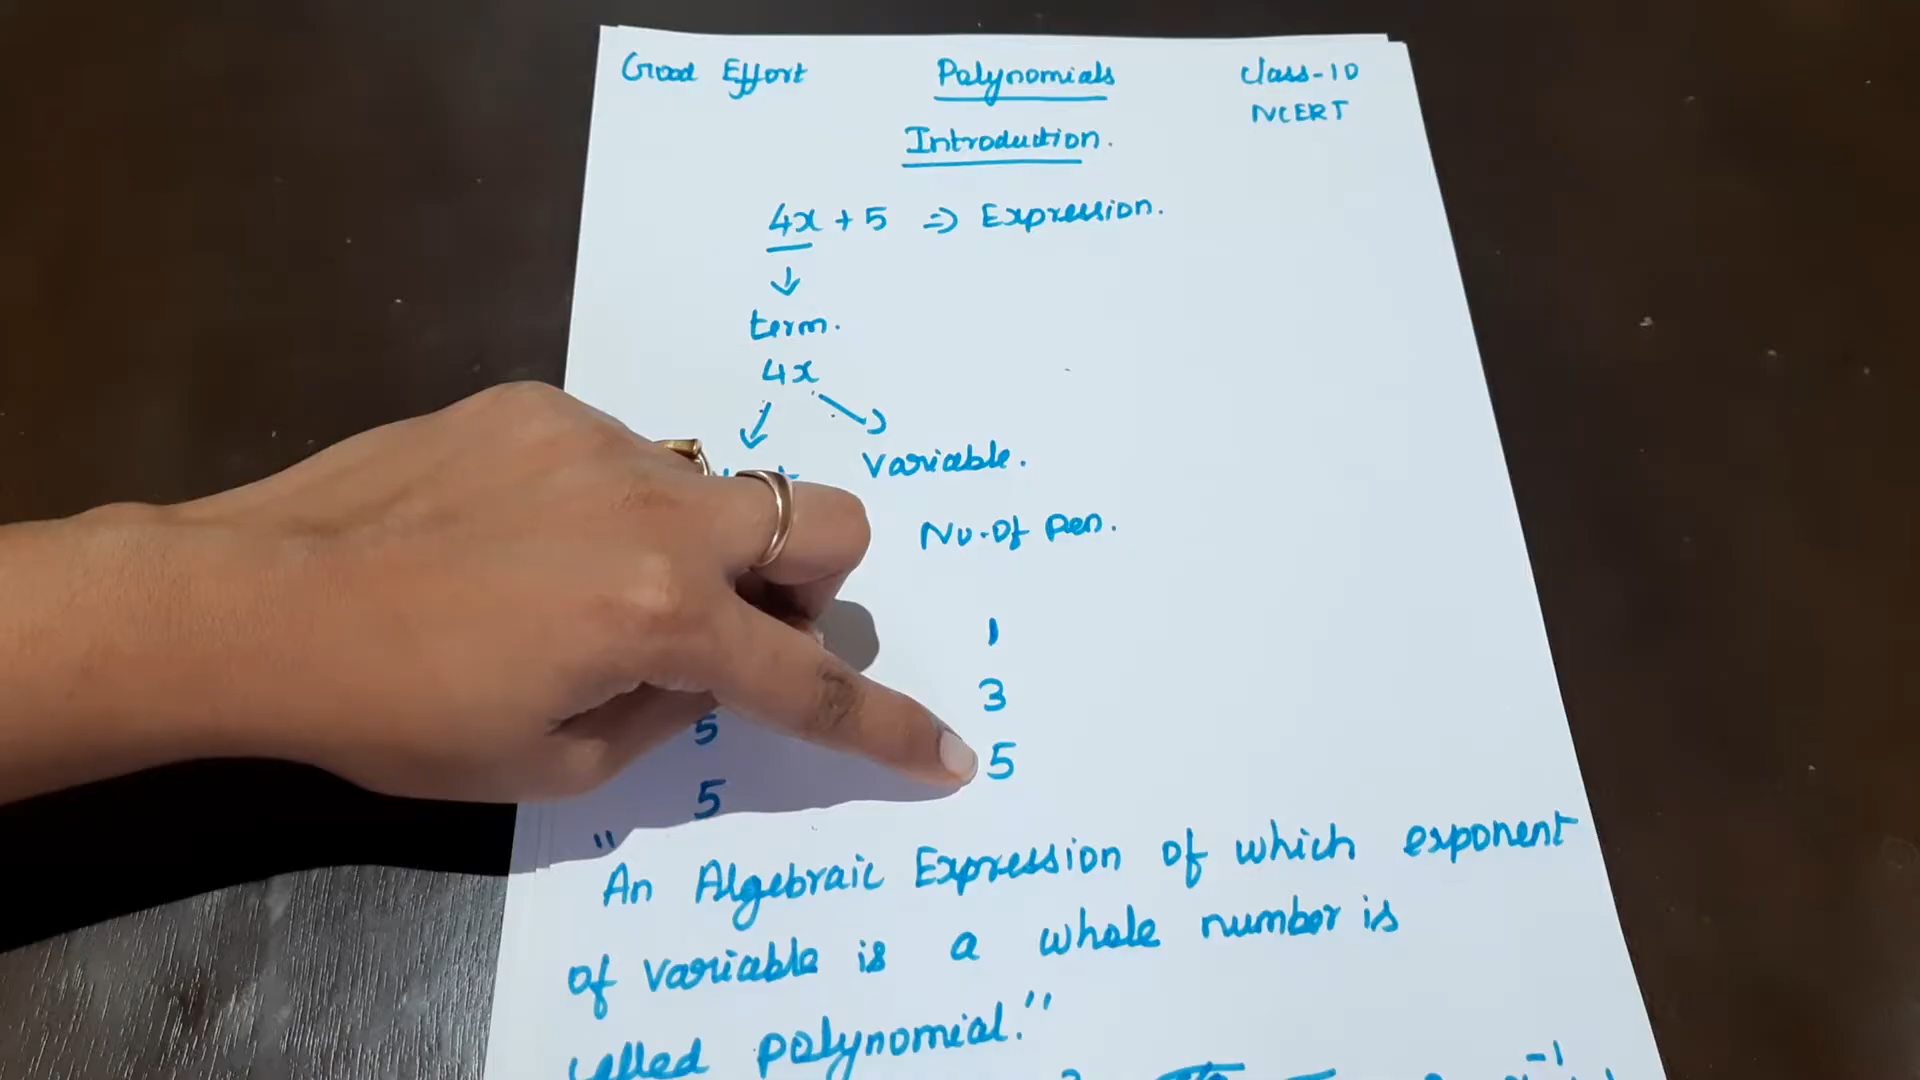 Good Effort Polynomials Class-10
NCERT
Introduction.
4x + 5 => Expression.
term.
4x
Variable.
No. Of Pen.
1
3
5 5
5
" An Algebraic Expression of which exponent
of variable is a whole number is
called polynomial."
-1